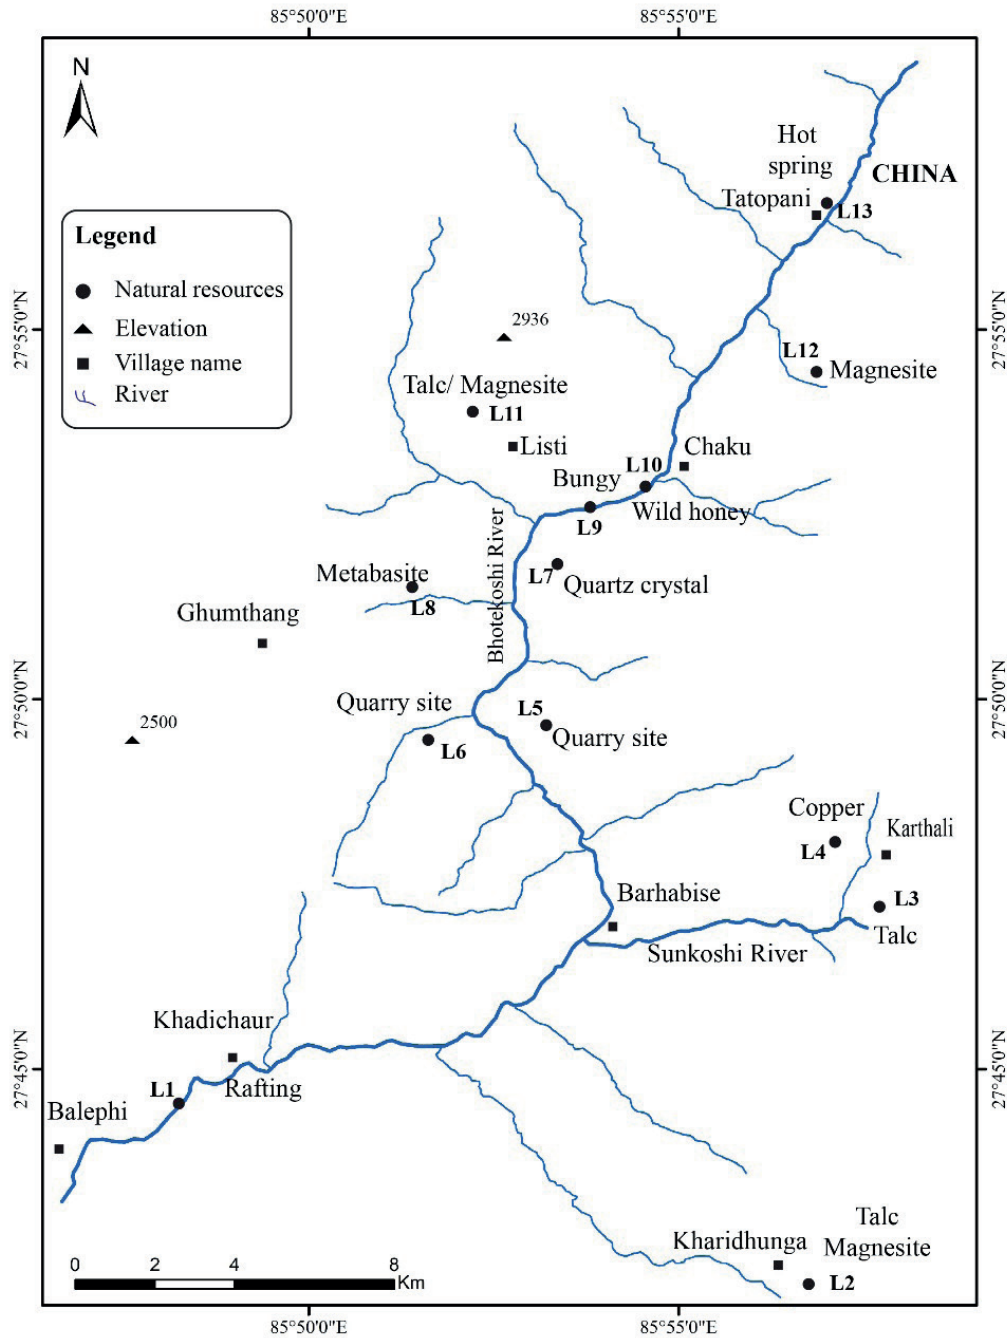 85°50'0"E
85°55'0"E
N
Hot
spring
CHINA
Tatopani
L13
Legend
Natural resources
Elevation
Village name
River
27°55'0"N
27°55'0"N
2936
L12
Magnesite
Talc/ Magnesite
L11
Listi
Chaku
L10
Bungy
Wild honey
L9
Bhotekoshi River
L7
Quartz crystal
Metabasite
L8
Ghumthang
27°50'0"N
27°50'0"N
Quarry site
L5
2500
Quarry site
L6
Copper
Karthali
L4
L3
Barhabise
Talc
Sunkoshi River
Khadichaur
27°45'0"N
27°45'0"N
L1
Rafting
Balephi
Talc
Magnesite
Kharidhunga
L2
0 2 4 8
Km
85°50'0"E
85°55'0"E